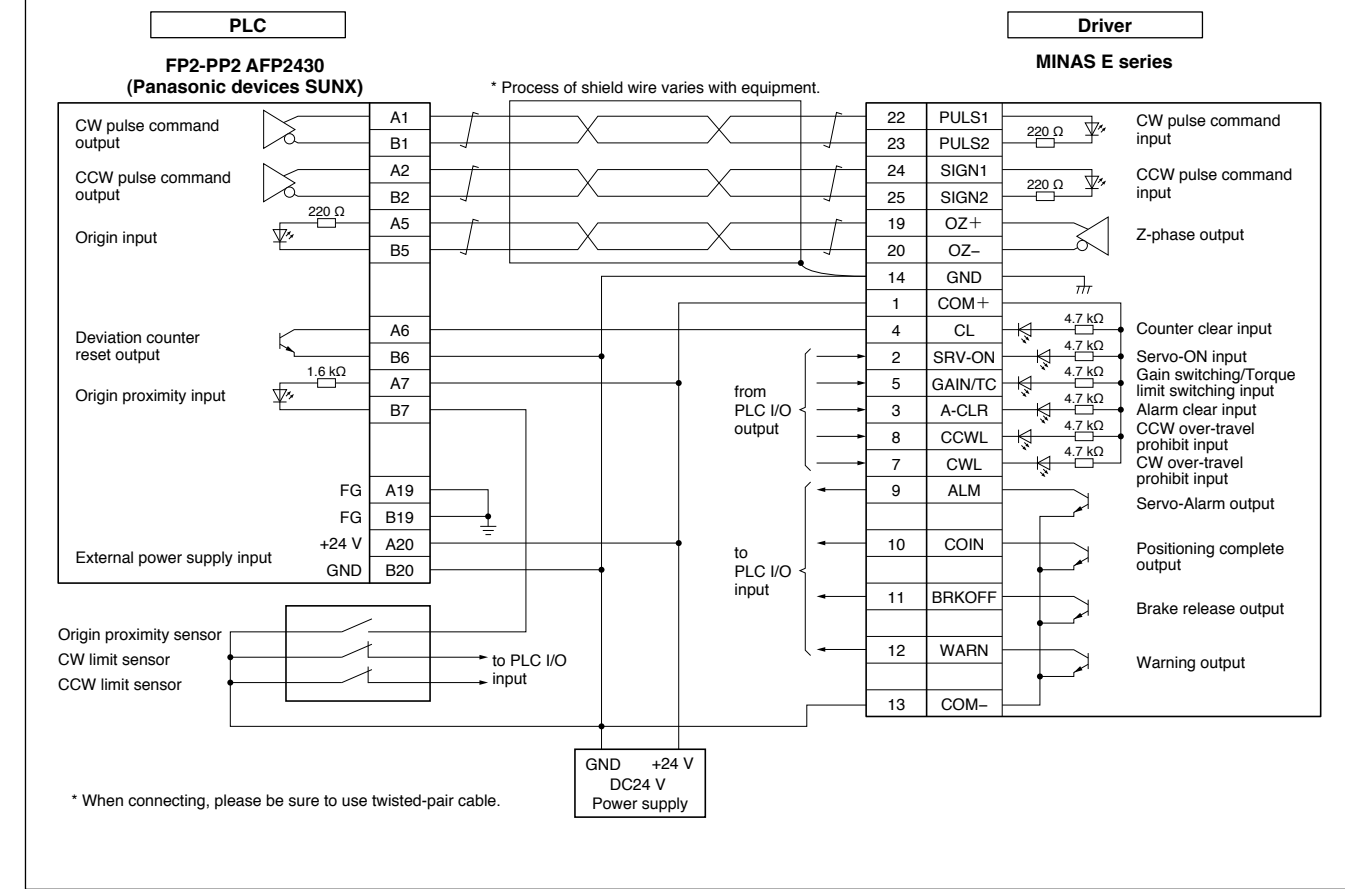 PLC
Driver
FP2-PP2 AFP2430
(Panasonic devices SUNX)
MINAS E series
* Process of shield wire varies with equipment.
CW pulse command
output
A1
B1
CCW pulse command
output
A2
B2
220 Ω
Origin input
A5
B5
Deviation counter
reset output
A6
B6
1.6 kΩ
Origin proximity input
A7
B7
FG A19
FG B19
+24 V A20
External power supply input
GND B20
Origin proximity sensor
CW limit sensor
CCW limit sensor
to PLC I/O
input
from
PLC I/O
output
to
PLC I/O
input
22 PULS1
23 PULS2
220 Ω
CW pulse command
input
24 SIGN1
25 SIGN2
220 Ω
CCW pulse command
input
19 OZ+
20 OZ−
Z-phase output
14 GND
1 COM+
4 CL 4.7 kΩ Counter clear input
2 SRV-ON 4.7 kΩ Servo-ON input
5 GAIN/TC 4.7 kΩ Gain switching/Torque
limit switching input
3 A-CLR 4.7 kΩ Alarm clear input
8 CCWL 4.7 kΩ CCW over-travel
prohibit input
7 CWL 4.7 kΩ CW over-travel
prohibit input
9 ALM Servo-Alarm output
10 COIN Positioning complete
output
11 BRKOFF Brake release output
12 WARN Warning output
13 COM−
GND +24 V
DC24 V
Power supply
* When connecting, please be sure to use twisted-pair cable.